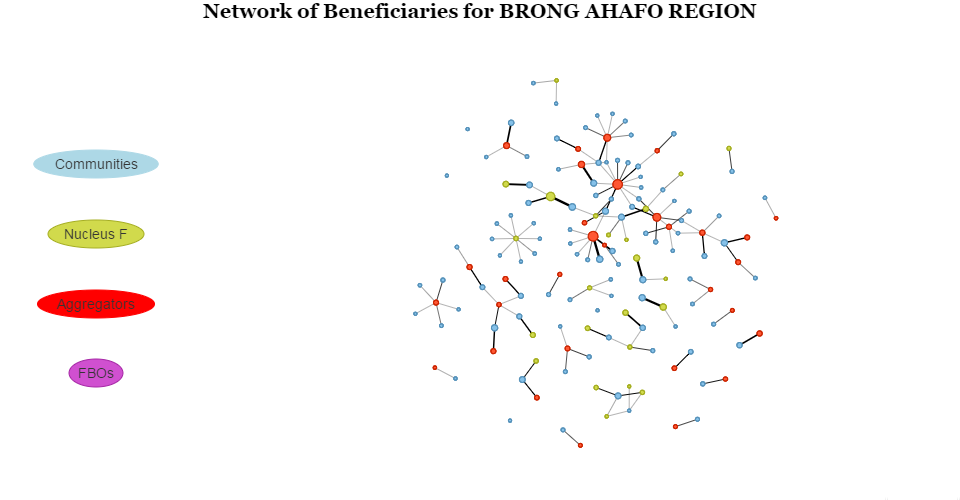 Network of Beneficiaries for BRONG AHAFO REGION
Communities
Nucleus F
Aggregators
FBOs